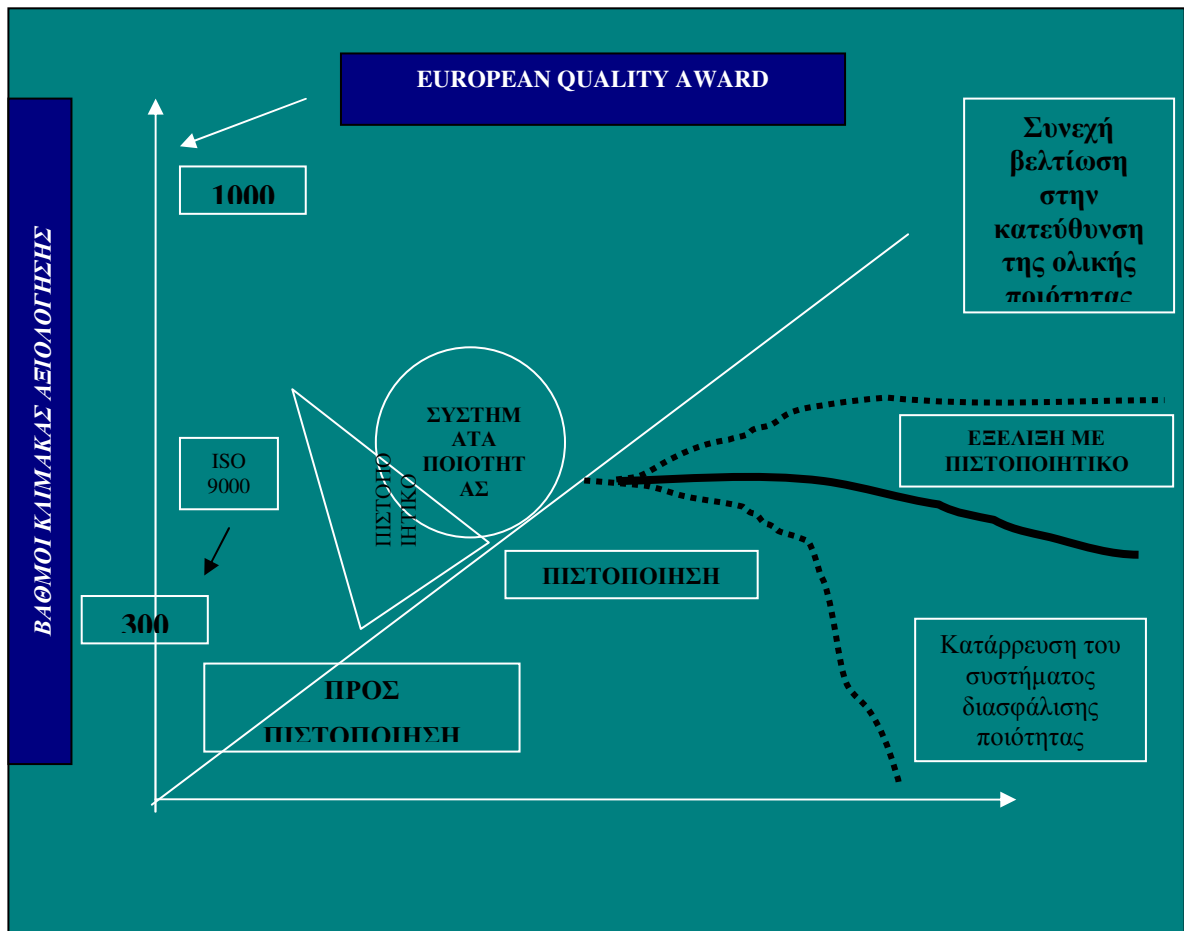 EUROPEAN QUALITY AWARD
ΒΑΘΜΟΙ ΚΛΙΜΑΚΑΣ ΑΞΙΟΛΟΓΗΣΗΣ
1000
Συνεχή
βελτίωση
στην
κατεύθυνση
της ολικής
ποιότητας
ΣΥΣΤΗΜ
ΑΤΑ
ΠΟΙΟΤΗΤ
ΑΣ
ΠΙΣΤΟΠΟ
ΙΗΤΙΚΟ
ISO
9000
ΕΞΕΛΙΞΗ ΜΕ
ΠΙΣΤΟΠΟΙΗΤΙΚΟ
ΠΙΣΤΟΠΟΙΗΣΗ
300
ΠΡΟΣ
ΠΙΣΤΟΠΟΙΗΣΗ
Κατάρρευση του
συστήματος
διασφάλισης
ποιότητας